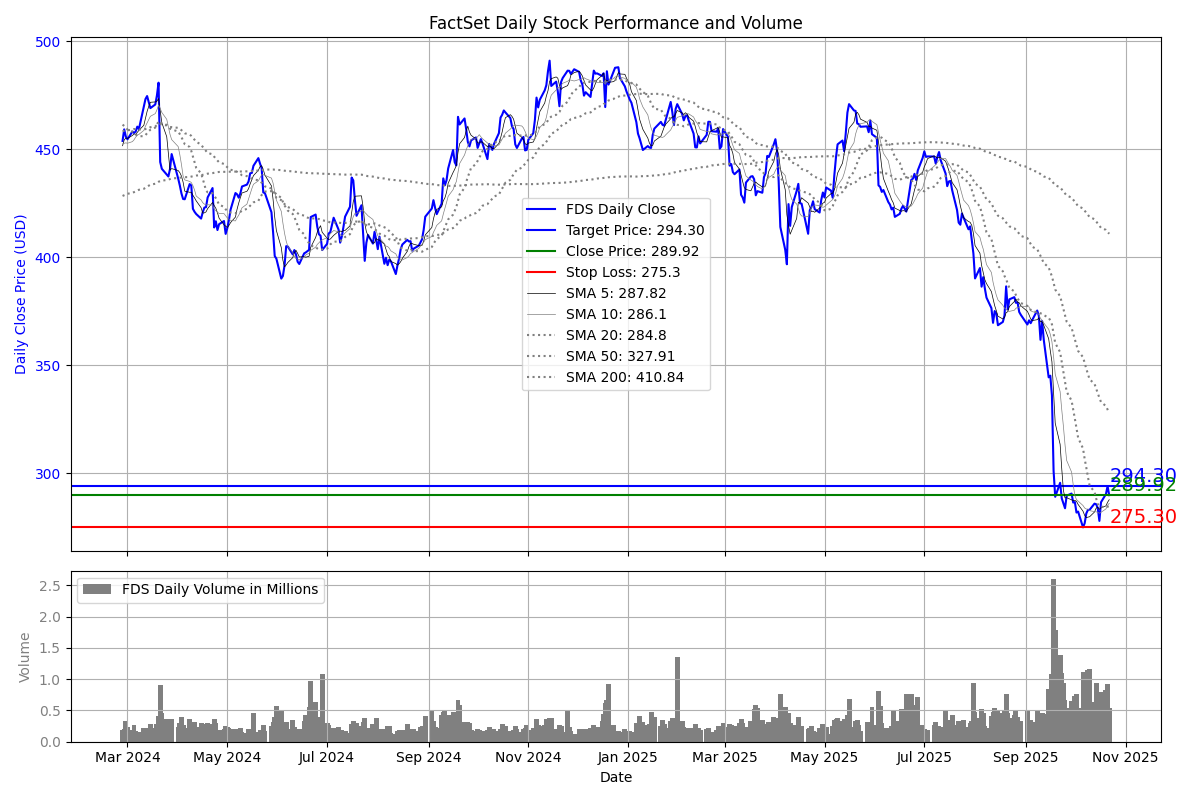 FactSet Daily Stock Performance and Volume
500
450
400
350
300
Daily Close Price (USD)
FDS Daily Close
Target Price: 294.30
Close Price: 289.92
Stop Loss: 275.3
SMA 5: 287.82
SMA 10: 286.1
SMA 20: 284.8
SMA 50: 327.91
SMA 200: 410.84
294.30
289.92
275.30
2.5
2.0
1.5
1.0
0.5
0.0
Volume
FDS Daily Volume in Millions
Mar 2024
May 2024
Jul 2024
Sep 2024
Nov 2024
Jan 2025
Mar 2025
May 2025
Jul 2025
Sep 2025
Nov 2025
Date